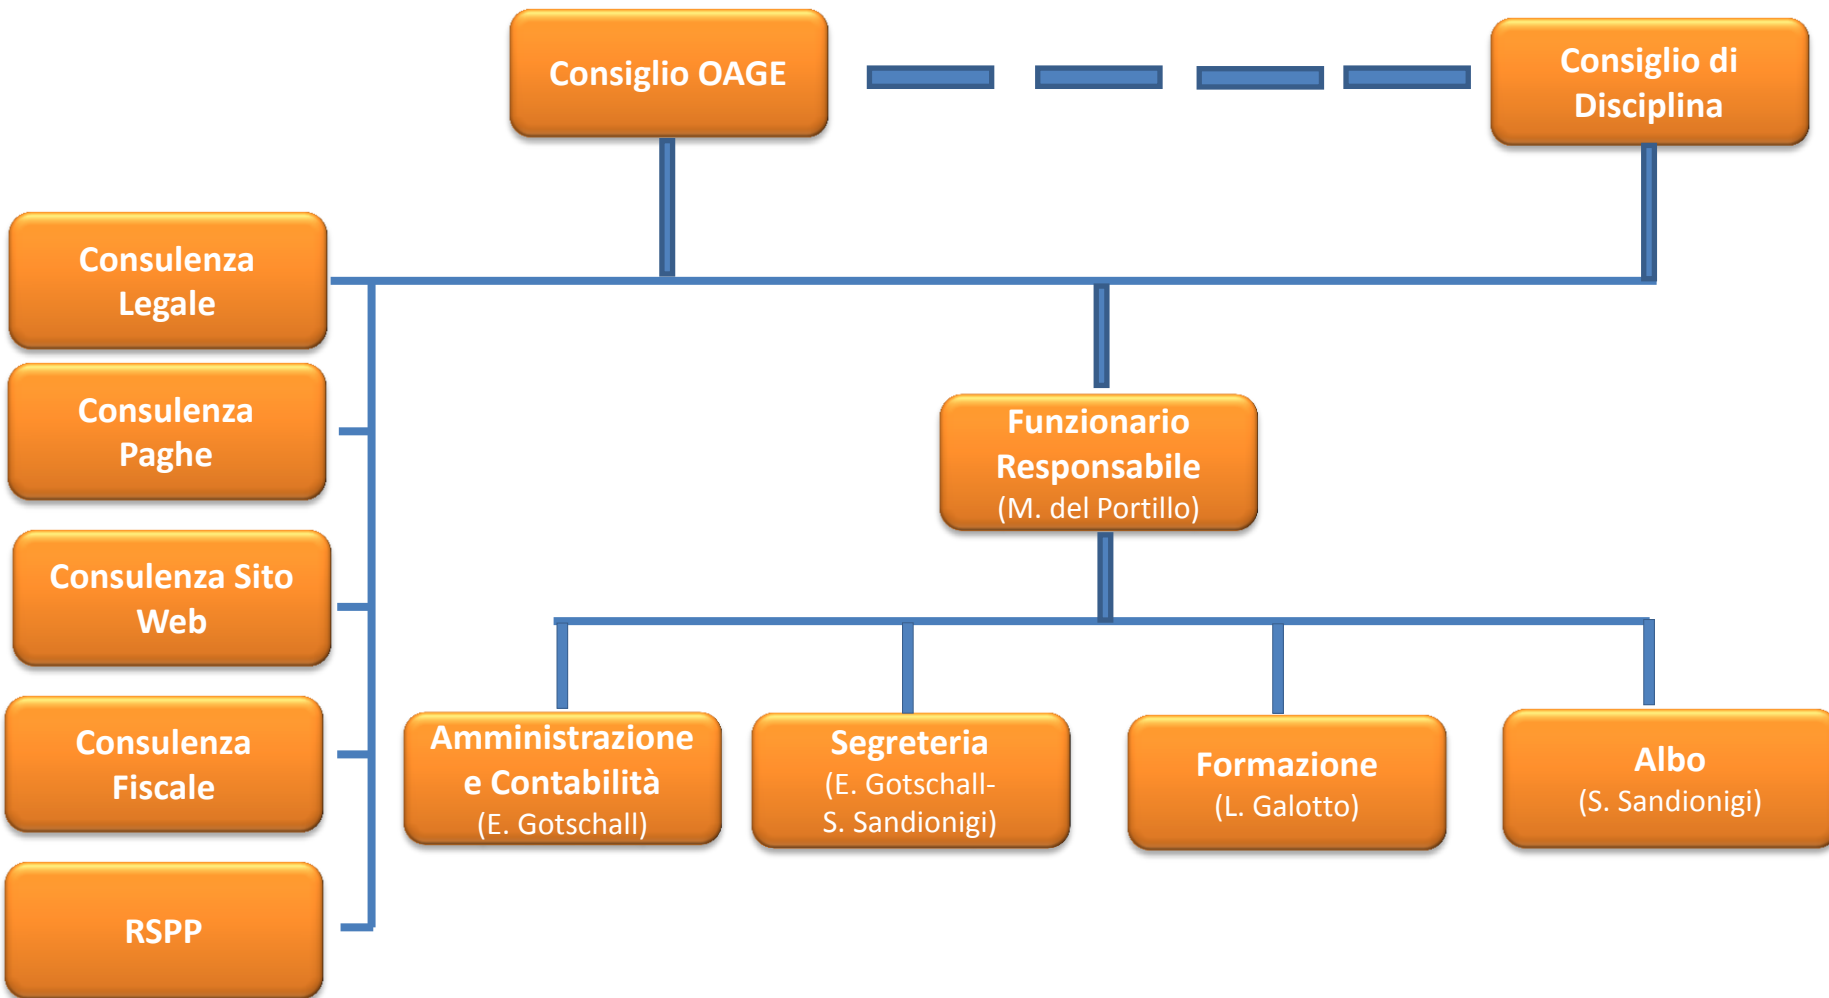 Consiglio OAGE
Consiglio di
Disciplina
Consulenza
Legale
Consulenza
Paghe
Funzionario
Responsabile
(M. del Portillo)
Consulenza Sito
Web
Consulenza
Fiscale
Amministrazione
e Contabilità
(E. Gotschall)
Segreteria
(E. Gotschall-
S. Sandionigi)
Formazione
(L. Galotto)
Albo
(S. Sandionigi)
RSPP